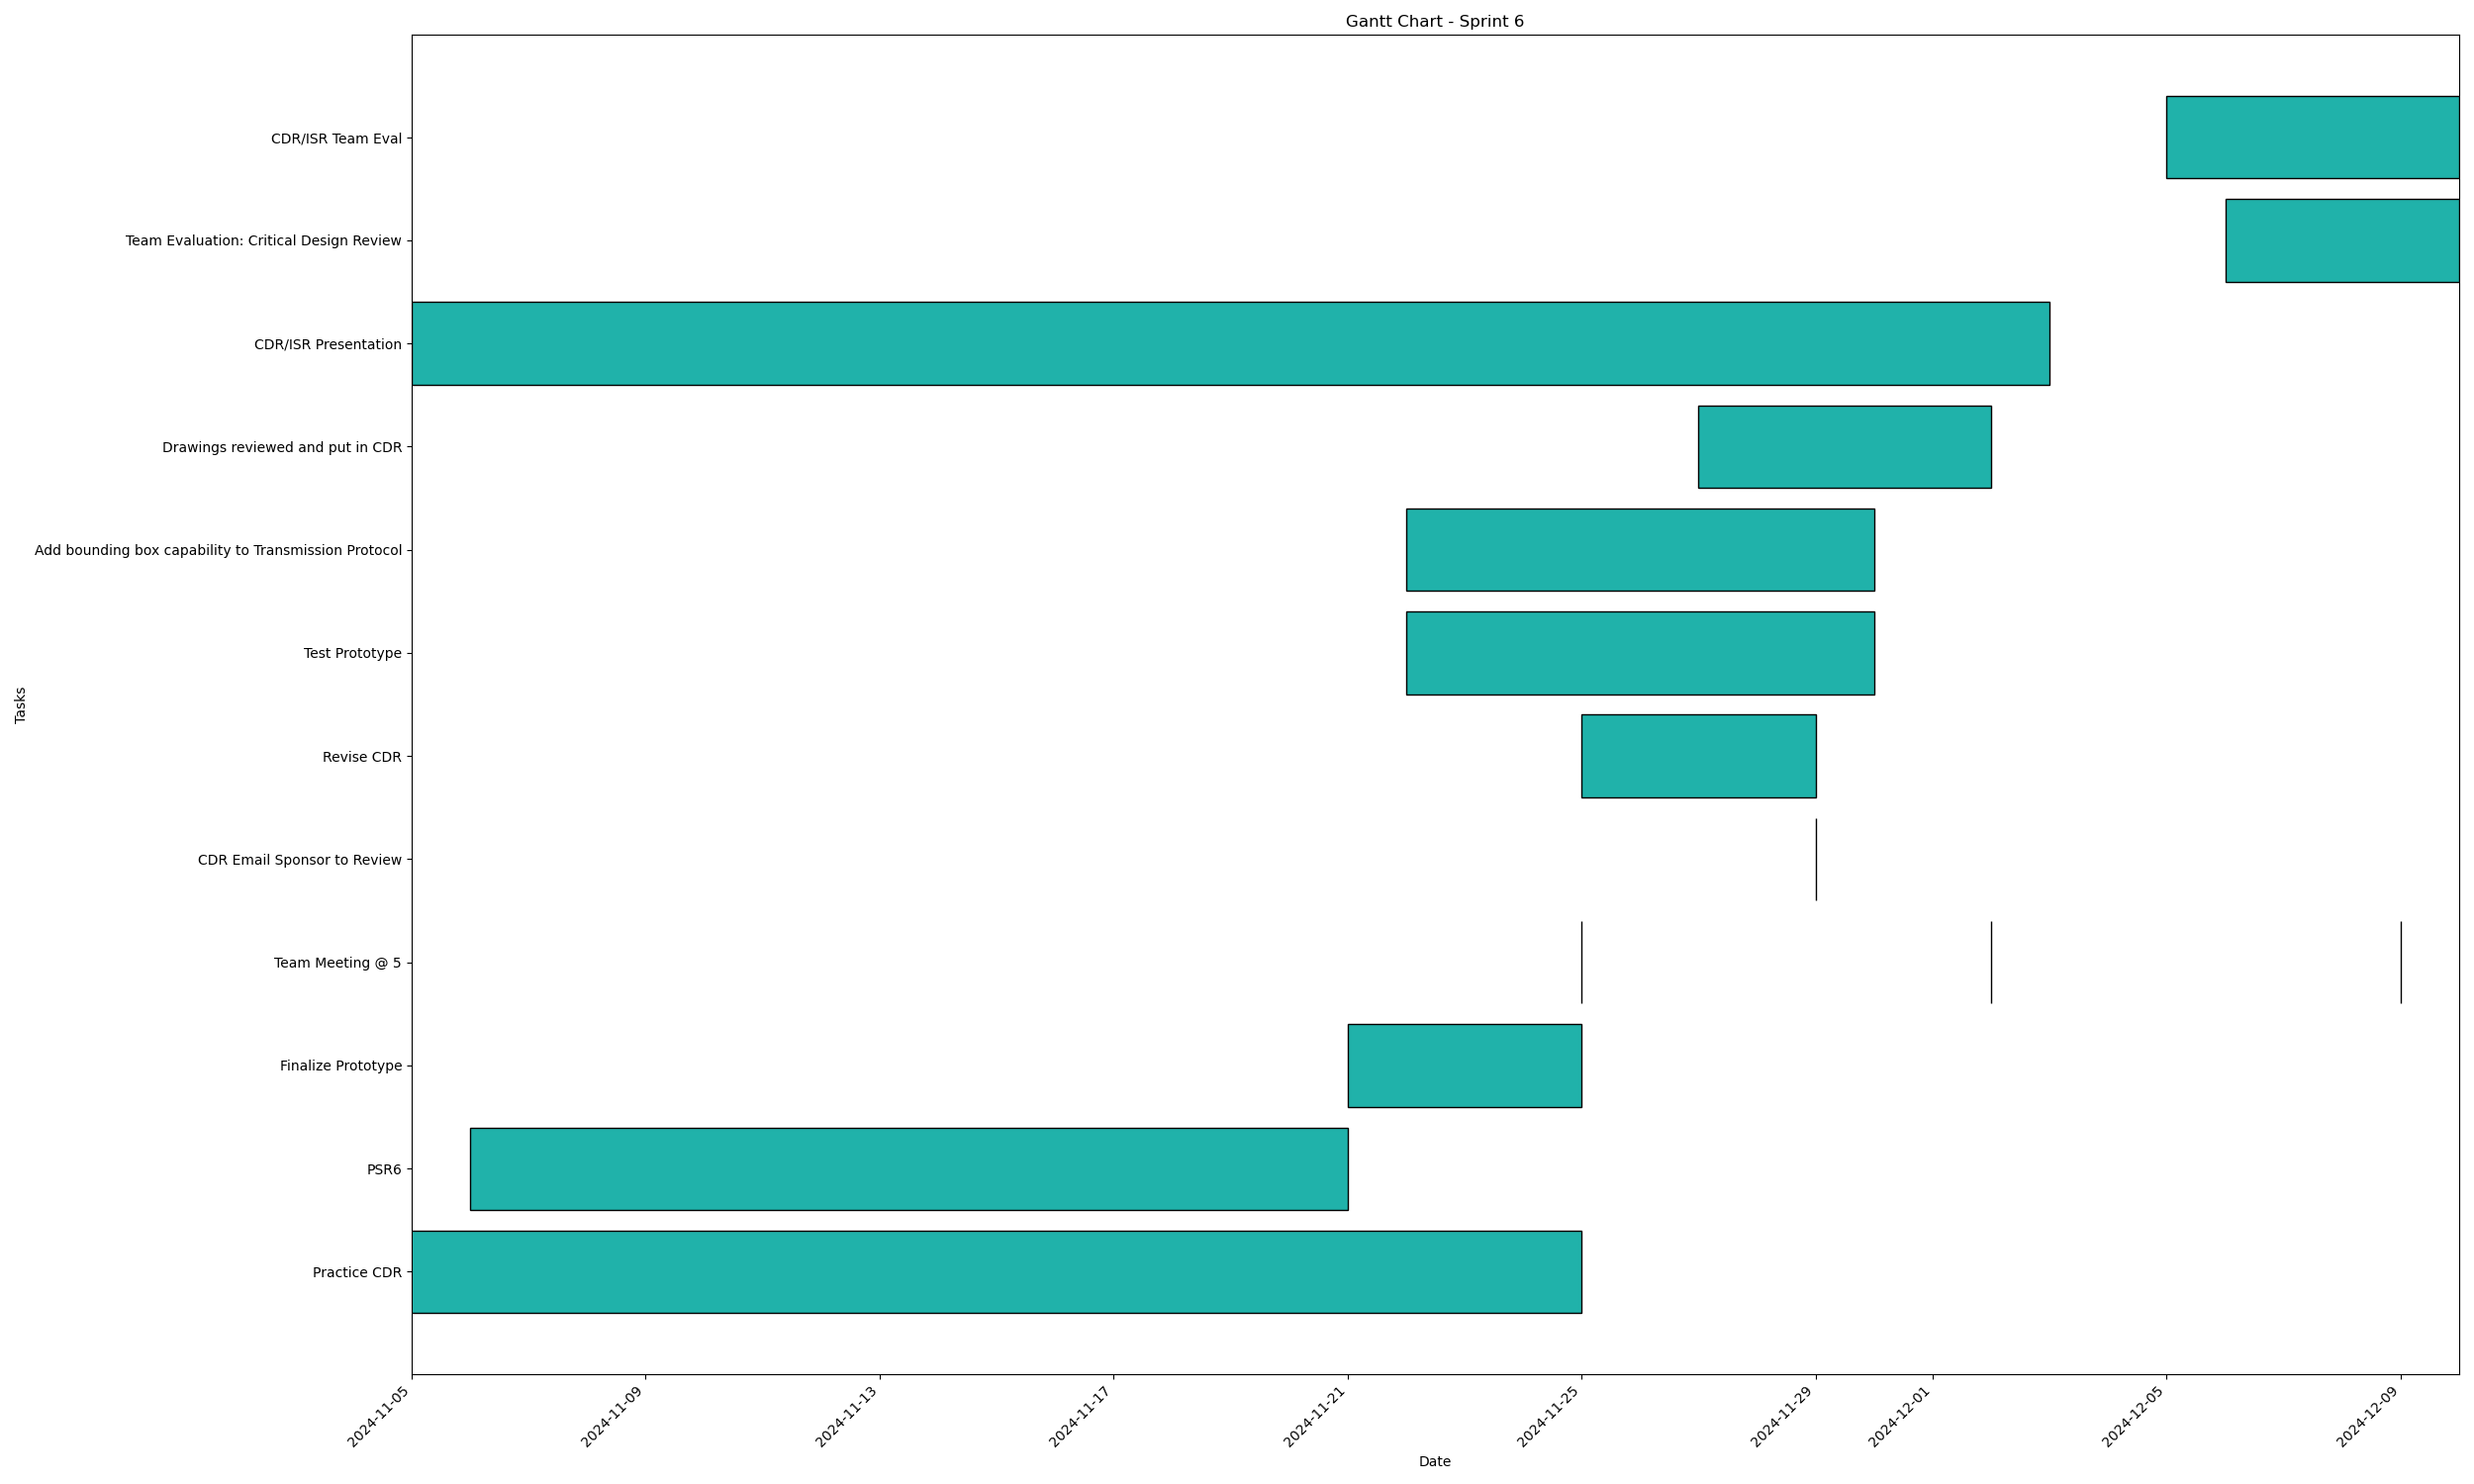 Gantt Chart - Sprint 6
CDR/ISR Team Eval
Team Evaluation: Critical Design Review
CDR/ISR Presentation
Drawings reviewed and put in CDR
Add bounding box capability to Transmission Protocol
Test Prototype
Revise CDR
CDR Email Sponsor to Review
Team Meeting @ 5
Finalize Prototype
PSR6
Practice CDR
Tasks
2024-11-05
2024-11-09
2024-11-13
2024-11-17
2024-11-21
2024-11-25
2024-11-29
2024-12-01
2024-12-05
2024-12-09
Date